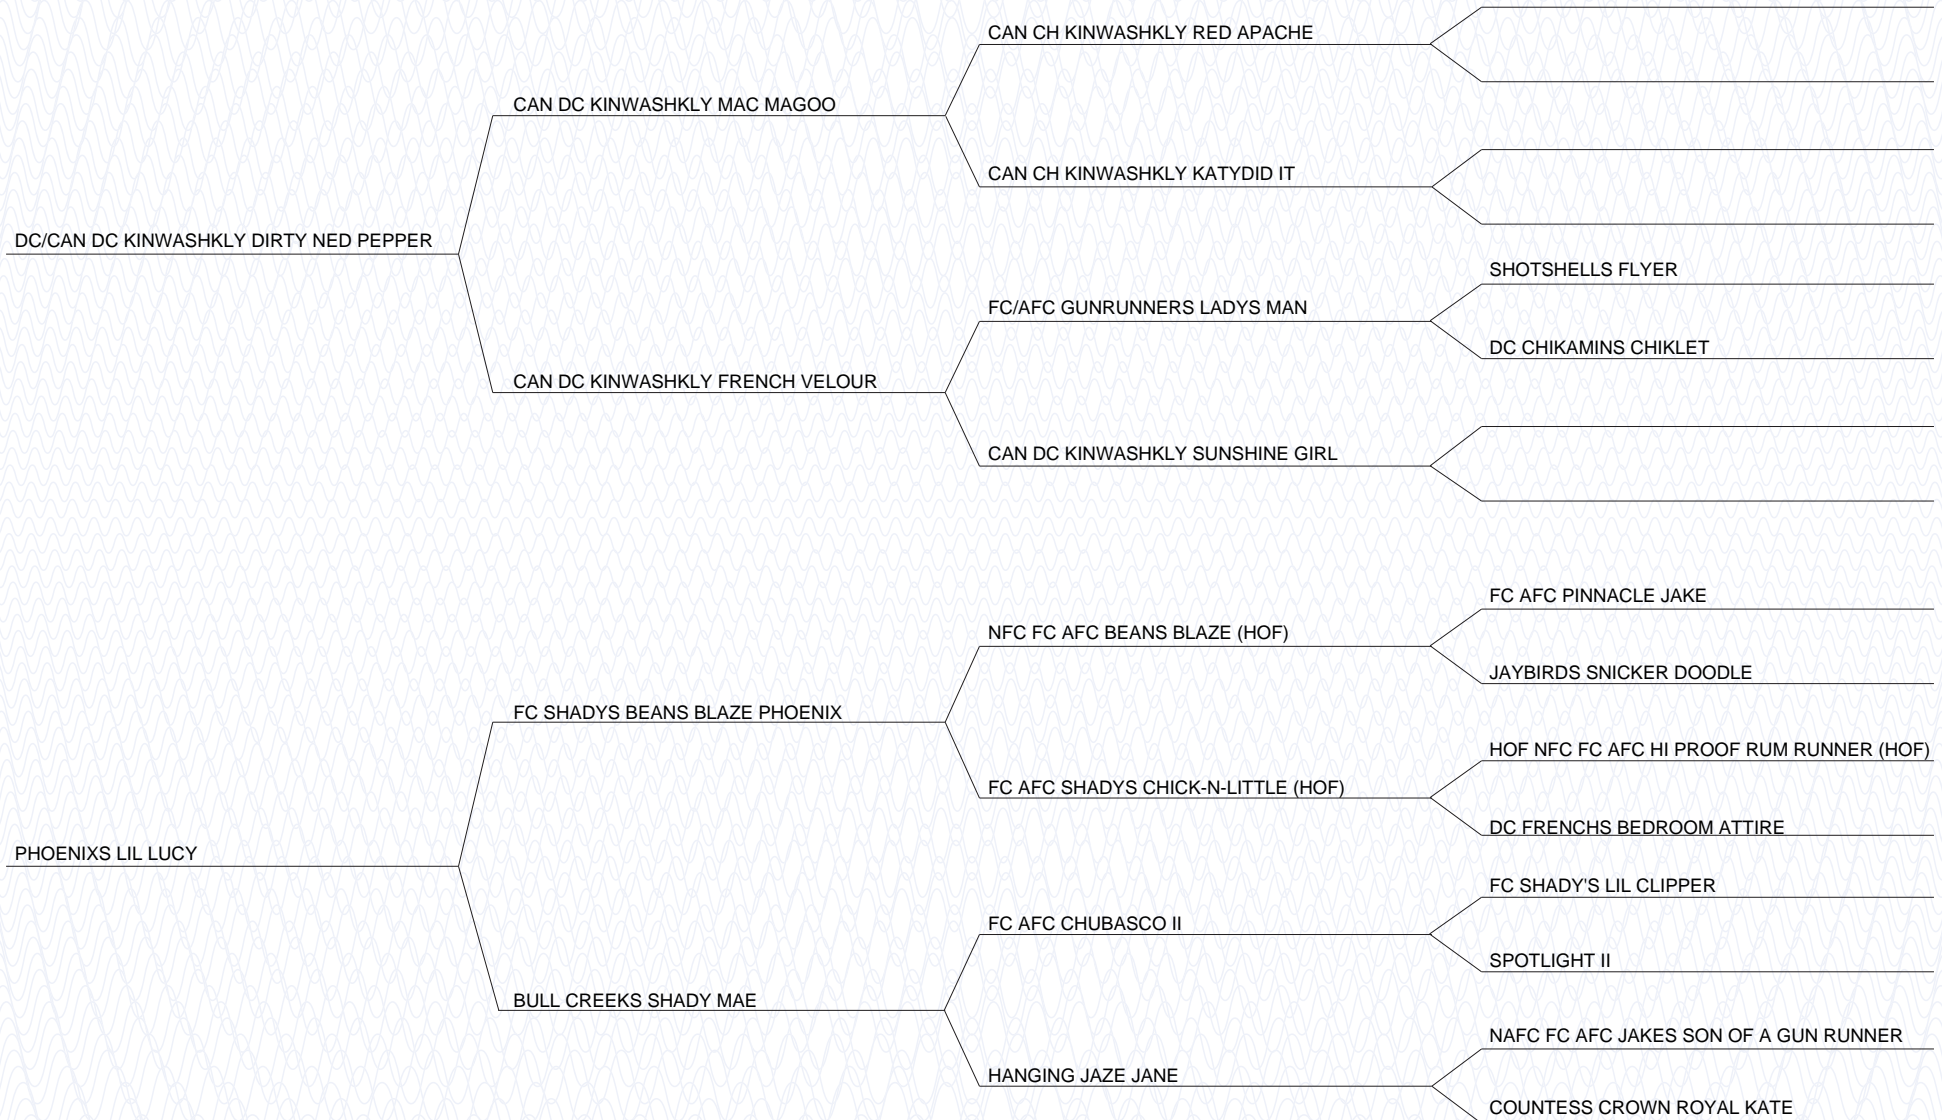 CAN CH KINWASHKLY RED APACHE
CAN DC KINWASHKLY MAC MAGOO
CAN CH KINWASHKLY KATYDID IT
DC/CAN DC KINWASHKLY DIRTY NED PEPPER
SHOTSHELLS FLYER
FC/AFC GUNRUNNERS LADYS MAN
DC CHIKAMINS CHIKLET
CAN DC KINWASHKLY FRENCH VELOUR
CAN DC KINWASHKLY SUNSHINE GIRL
FC AFC PINNACLE JAKE
NFC FC AFC BEANS BLAZE (HOF)
JAYBIRDS SNICKER DOODLE
FC SHADYS BEANS BLAZE PHOENIX
HOF NFC FC AFC HI PROOF RUM RUNNER (HOF)
FC AFC SHADYS CHICK-N-LITTLE (HOF)
DC FRENCHS BEDROOM ATTIRE
PHOENIXS LIL LUCY
FC SHADY'S LIL CLIPPER
FC AFC CHUBASCO II
SPOTLIGHT II
BULL CREEKS SHADY MAE
NAFC FC AFC JAKES SON OF A GUN RUNNER
HANGING JAZE JANE
COUNTESS CROWN ROYAL KATE